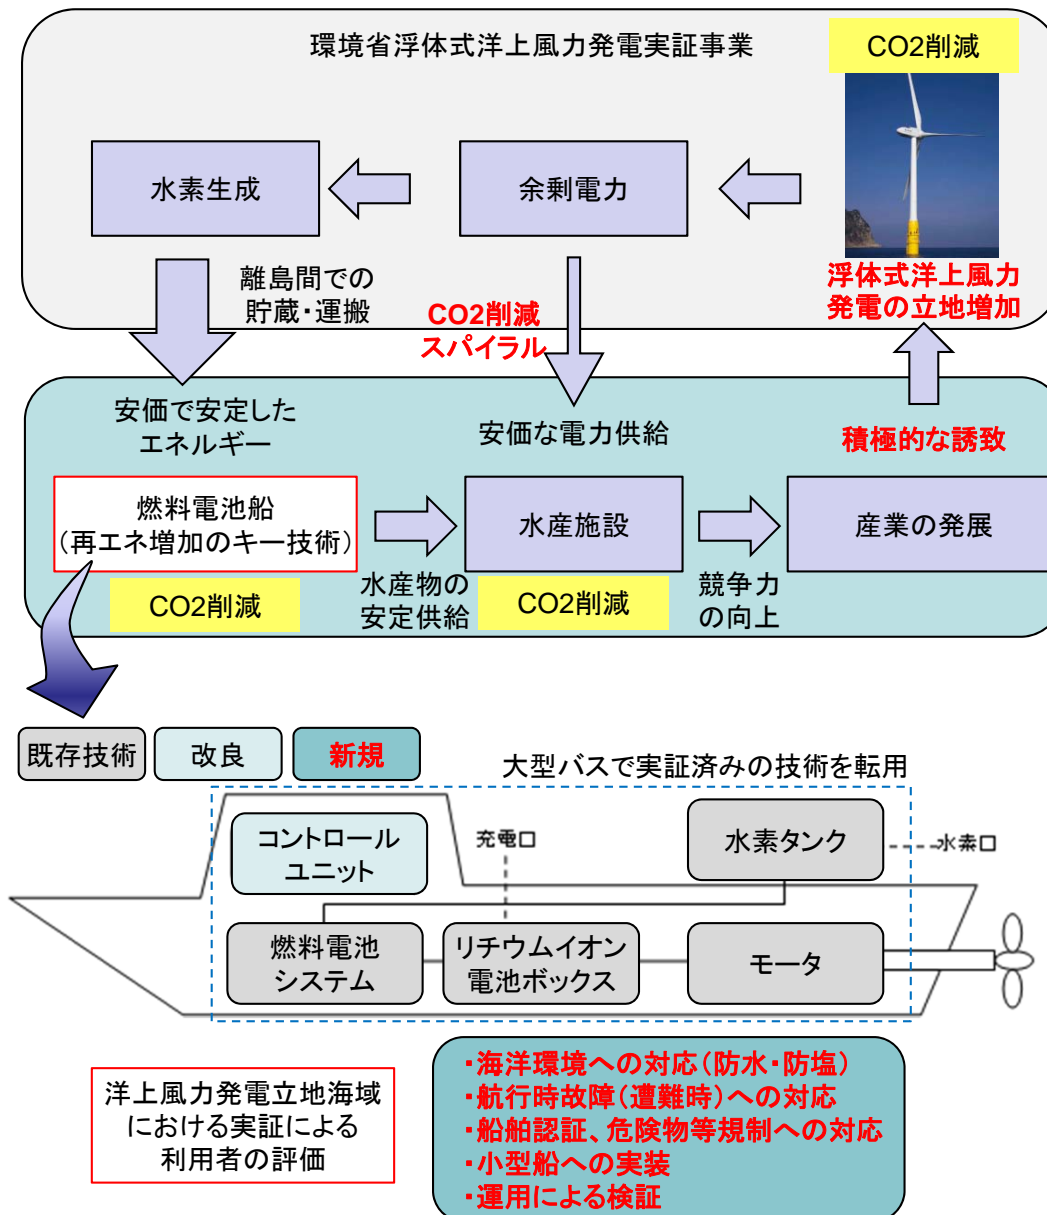 環境省浮体式洋上風力発電実証事業
CO2削減
水素生成
余剰電力
浮体式洋上風力
発電の立地増加
離島間での
貯蔵・運搬
CO2削減
スパイラル
安価で安定した
エネルギー
安価な電力供給
積極的な誘致
燃料電池船
（再エネ増加のキー技術）
水産施設
産業の発展
CO2削減
水産物の
安定供給
CO2削減
競争力
の向上
既存技術
改良
新規
大型バスで実証済みの技術を転用
コントロール
ユニット
充電口
水素タンク
水素口
燃料電池
システム
リチウムイオン
電池ボックス
モータ
洋上風力発電立地海域
における実証による
利用者の評価
・海洋環境への対応（防水・防塩）
・航行時故障（遭難時）への対応
・船舶認証、危険物等規制への対応
・小型船への実装
・運用による検証